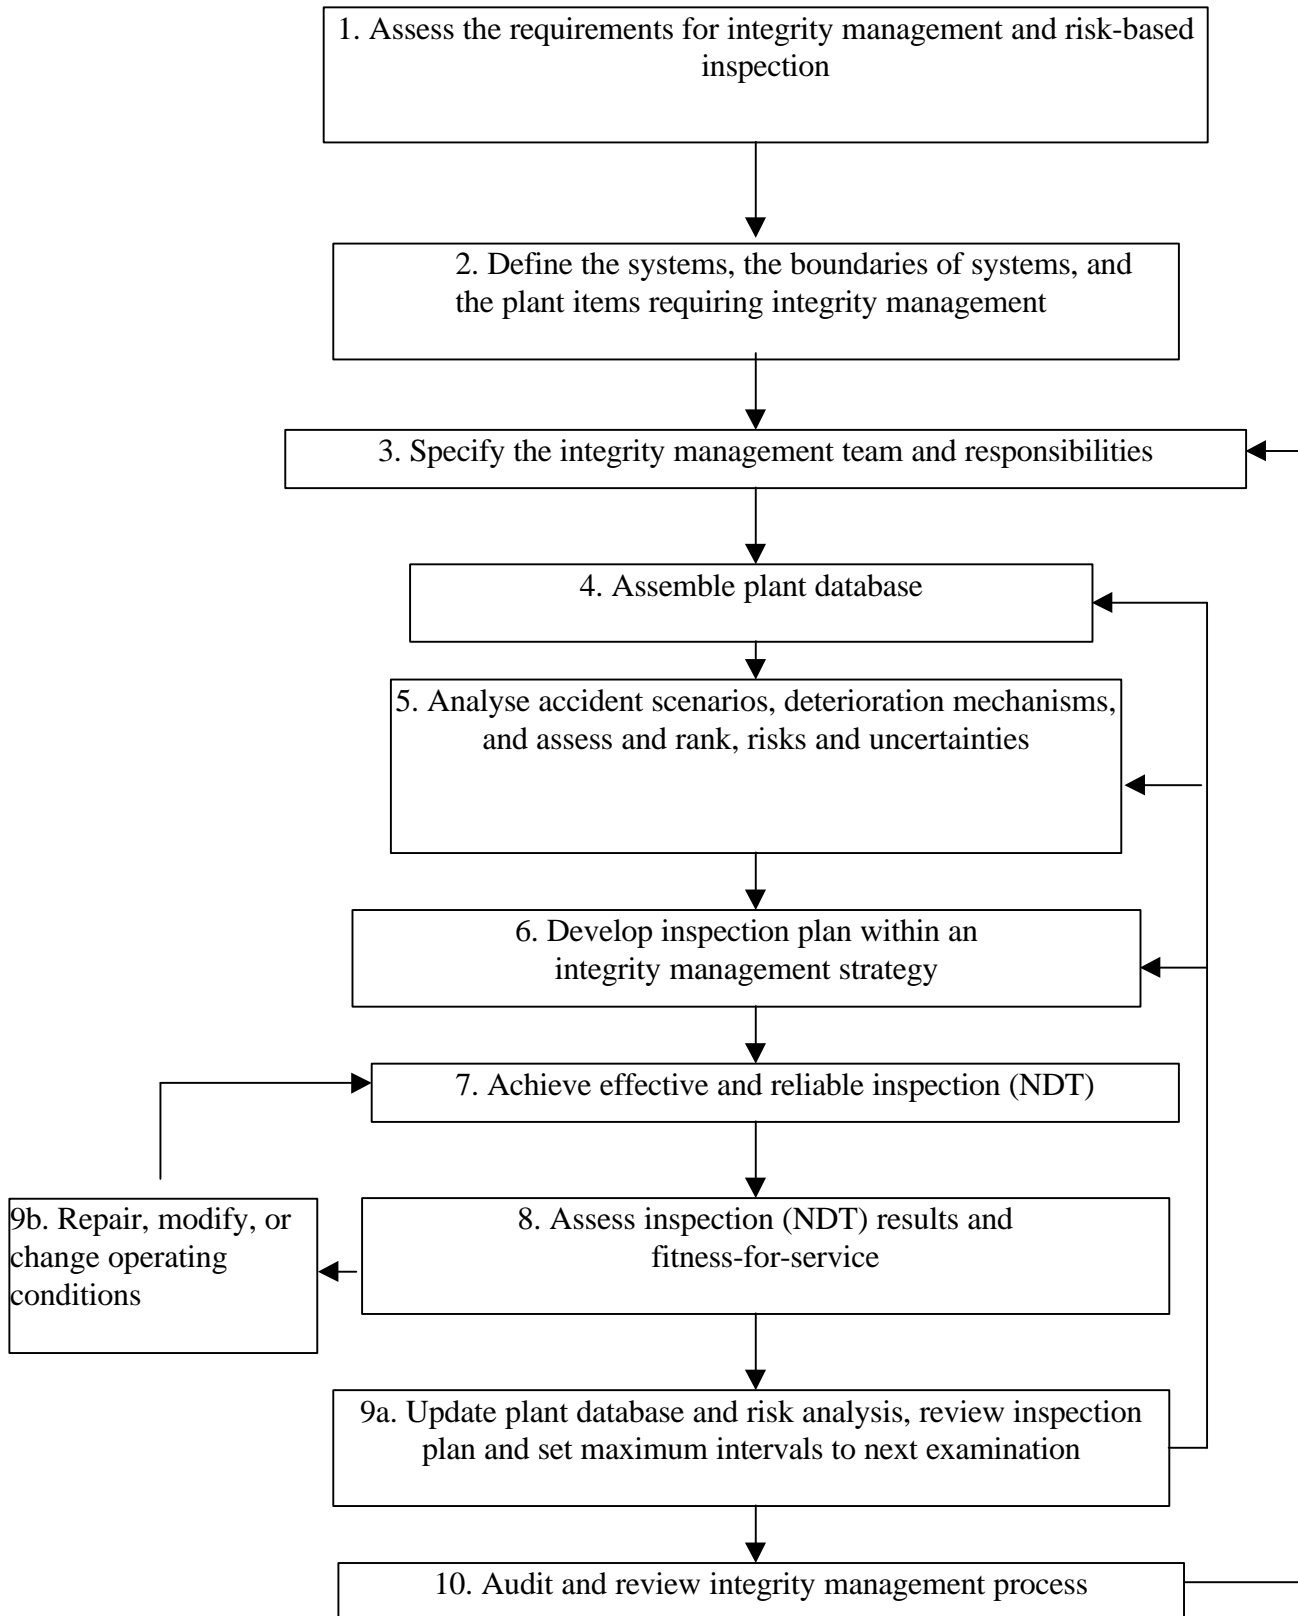 1. Assess the requirements for integrity management and risk-based
inspection
2. Define the systems, the boundaries of systems, and
the plant items requiring integrity management
3. Specify the integrity management team and responsibilities
4. Assemble plant database
5. Analyse accident scenarios, deterioration mechanisms,
and assess and rank, risks and uncertainties
6. Develop inspection plan within an
integrity management strategy
7. Achieve effective and reliable inspection (NDT)
9b. Repair, modify, or
change operating
conditions
8. Assess inspection (NDT) results and
fitness-for-service
9a. Update plant database and risk analysis, review inspection
plan and set maximum intervals to next examination
10. Audit and review integrity management process